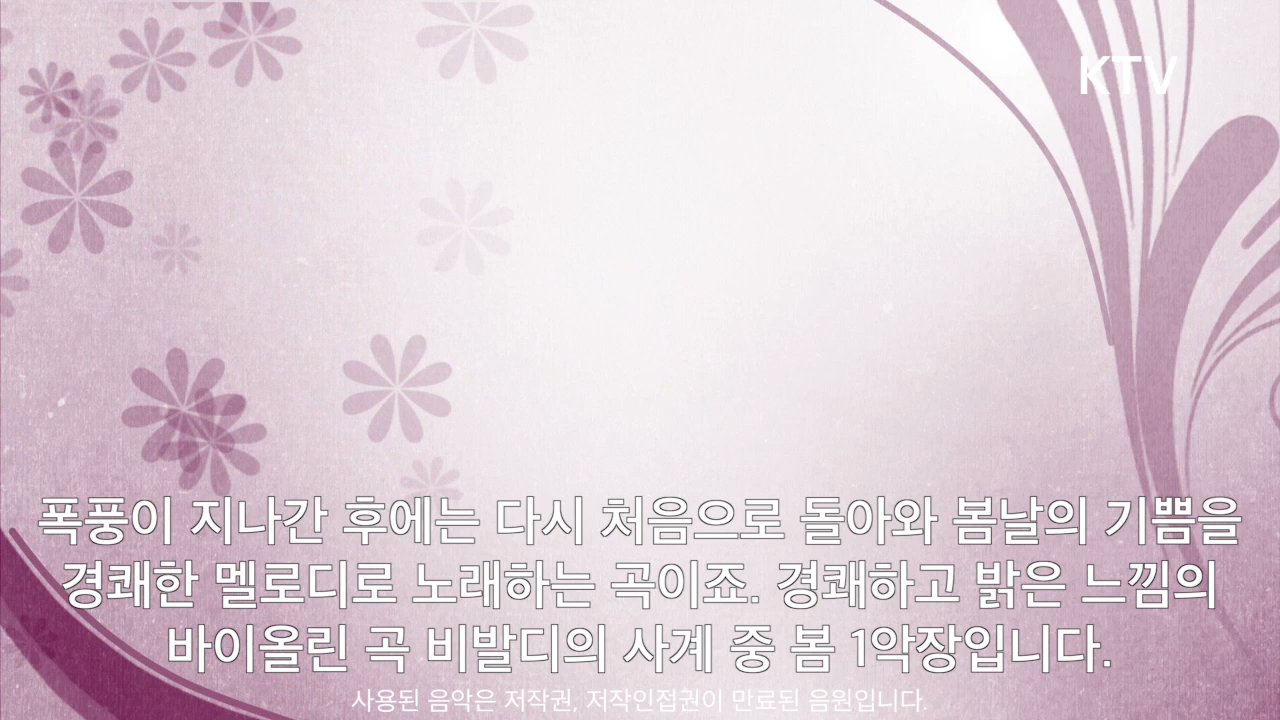 KTV
폭풍이 지나간 후에는 다시 처음으로 돌아와 봄날의 기쁨을
경쾌한 멜로디로 노래하는 곡이죠. 경쾌하고 밝은 느낌의
바이올린 곡 비발디의 사계 중 봄 1악장입니다.
사용된 음악은 저작권, 저작인접권이 만료된 음원입니다.